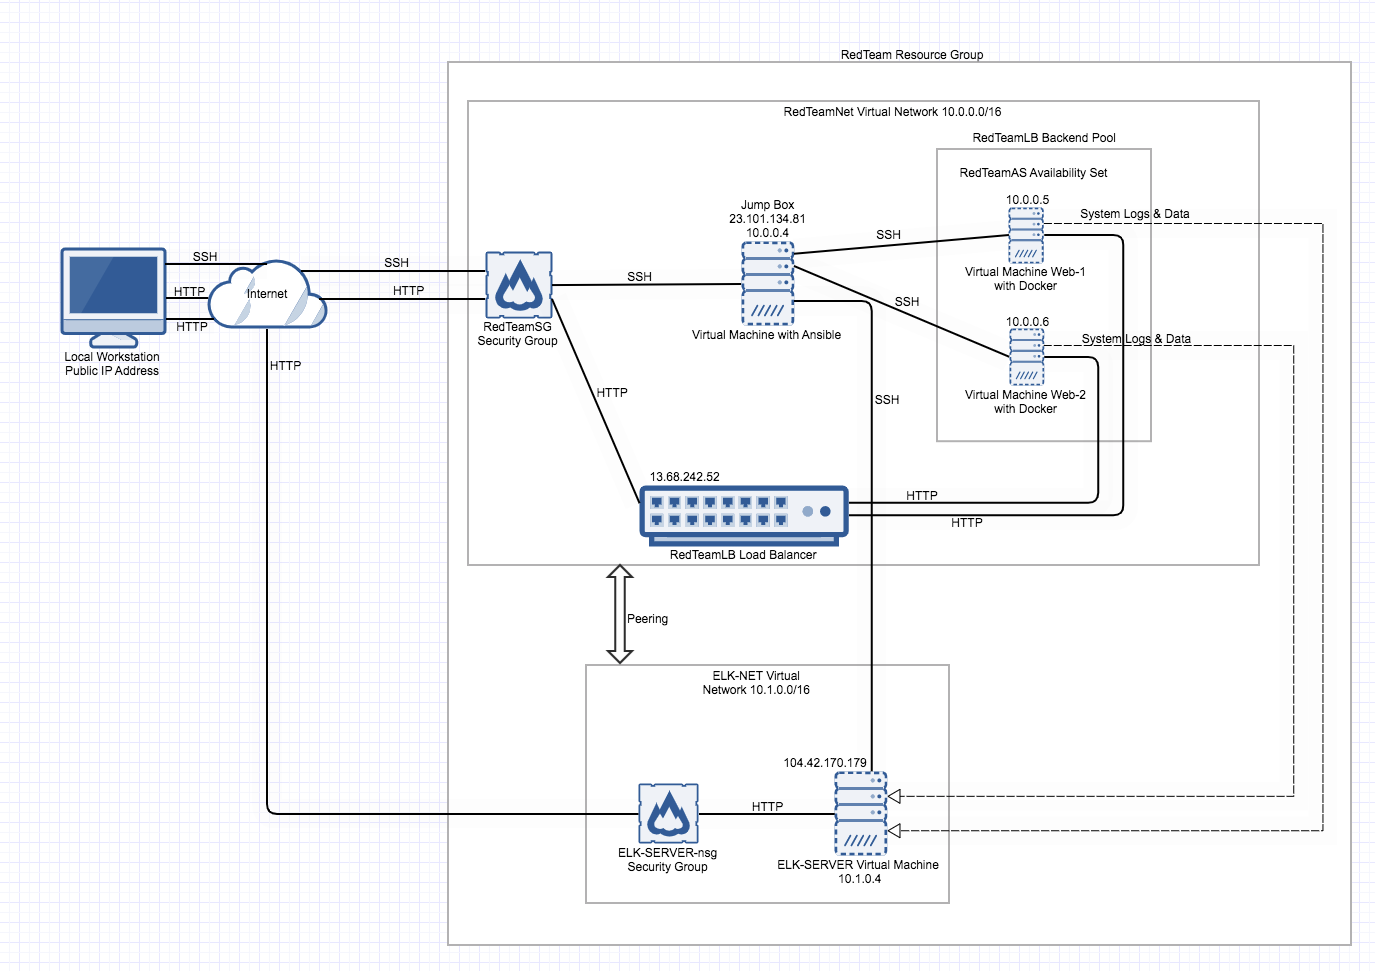 RedTeam Resource Group
RedTeamNet Virtual Network 10.0.0.0/16
RedTeamLB Backend Pool
RedTeamAS Availability Set
10.0.0.5
System Logs & Data
Jump Box
23.101.134.81
10.0.0.4
SSH
Virtual Machine Web-1
with Docker
SSH
SSH
SSH
SSH
HTTP
HTTP
HTTP
Internet
RedTeamSG
Security Group
Virtual Machine with Ansible
10.0.0.6
System Logs & Data
Local Workstation
Public IP Address
HTTP
HTTP
SSH
Virtual Machine Web-2
with Docker
13.68.242.52
HTTP
HTTP
RedTeamLB Load Balancer
Peering
ELK-NET Virtual
Network 10.1.0.0/16
104.42.170.179
HTTP
ELK-SERVER-nsg
Security Group
ELK-SERVER Virtual Machine
10.1.0.4